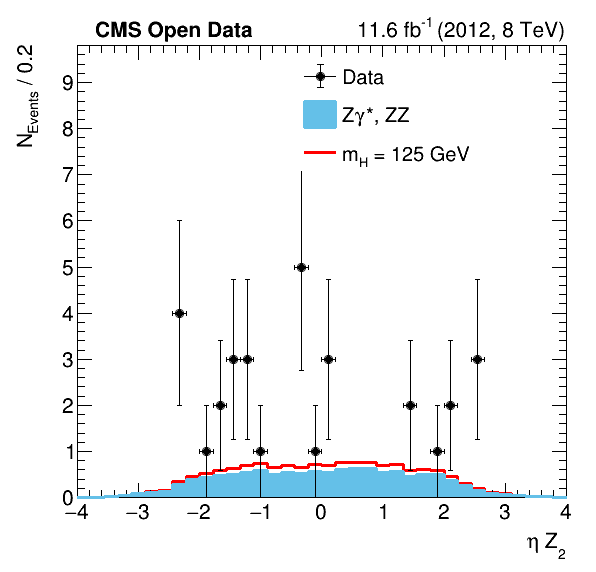 CMS Open Data 11.6 fb⁻¹ (2012, 8 TeV)
N_Events / 0.2
Data
Zγ*, ZZ
m_H = 125 GeV
9
8
7
6
5
4
3
2
1
0
−4 −3 −2 −1 0 1 2 3 4
η Z₂